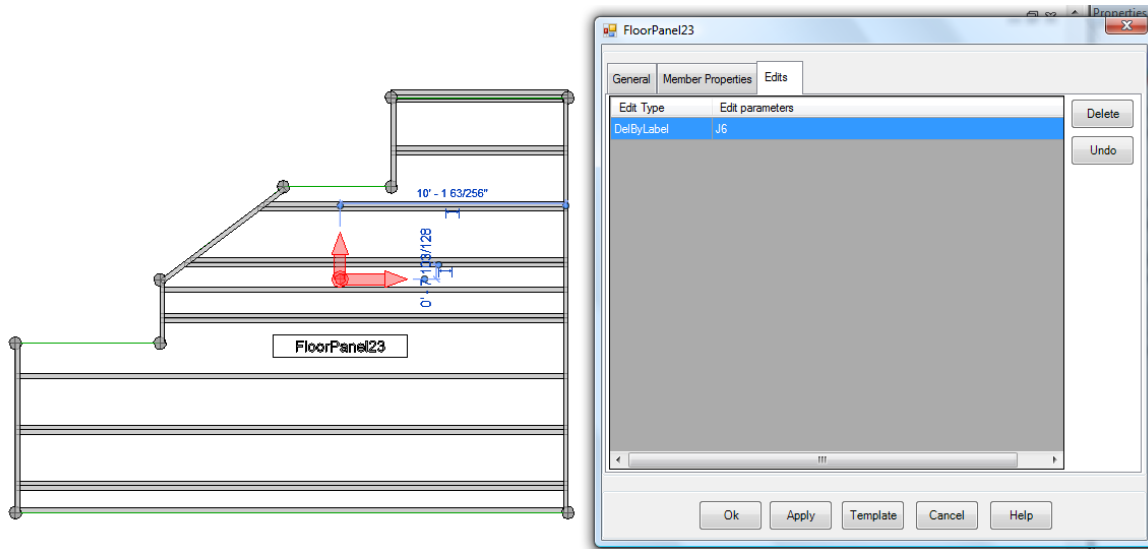 10' - 1 63/256"
FloorPanel23
Properties
FloorPanel23
General
Member Properties
Edits
Edit Type
Edit parameters
DelByLabel
J6
Delete
Undo
Ok
Apply
Template
Cancel
Help